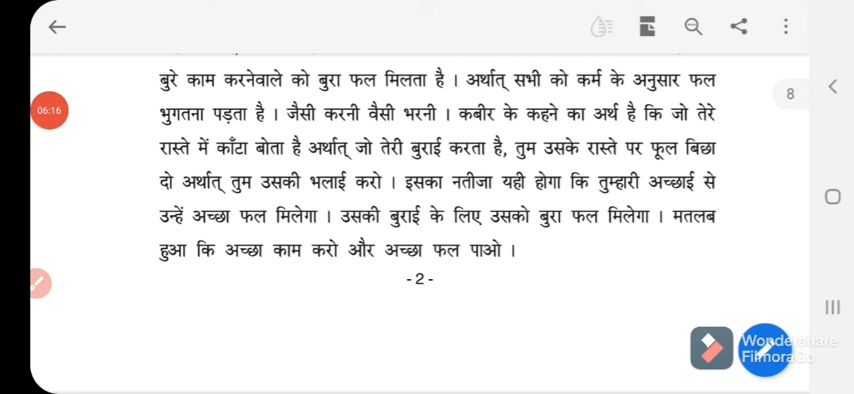 06:16
8
बुरे काम करनेवाले को बुरा फल मिलता है । अर्थात् सभी को कर्म के अनुसार फल
भुगतना पड़ता है । जैसी करनी वैसी भरनी । कबीर के कहने का अर्थ है कि जो तेरे
रास्ते में काँटा बोता है अर्थात् जो तेरी बुराई करता है, तुम उसके रास्ते पर फूल बिछा
दो अर्थात् तुम उसकी भलाई करो । इसका नतीजा यही होगा कि तुम्हारी अच्छाई से
उन्हें अच्छा फल मिलेगा । उसकी बुराई के लिए उसको बुरा फल मिलेगा । मतलब
हुआ कि अच्छा काम करो और अच्छा फल पाओ ।
-2-
Wondershare
FilmoraGo